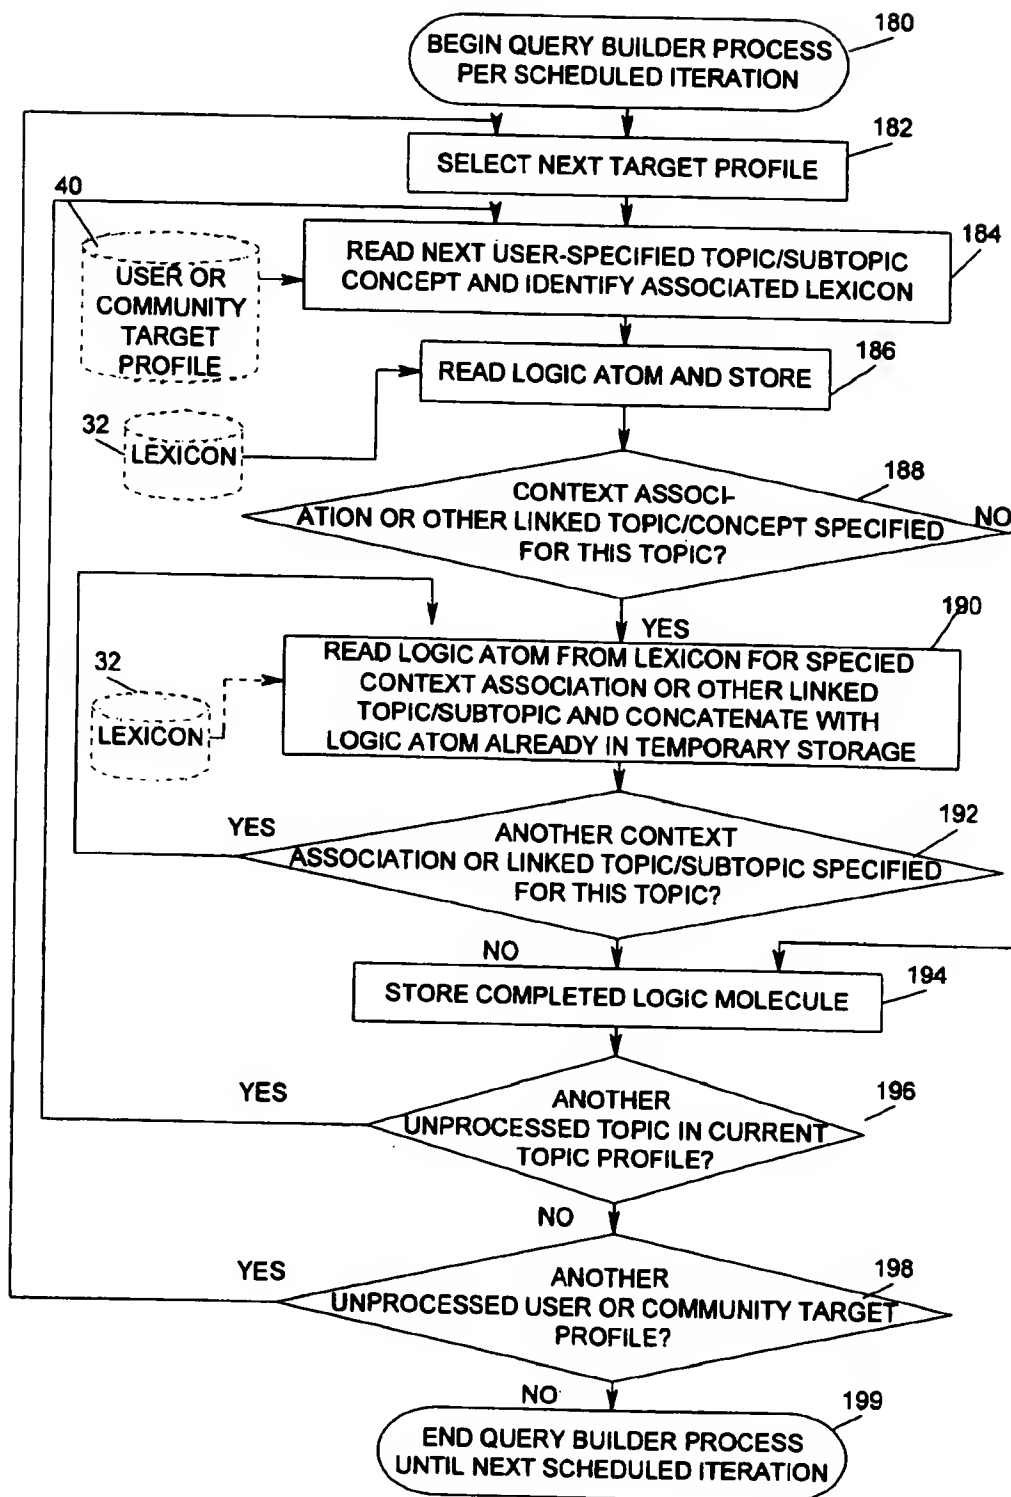 180
BEGIN QUERY BUILDER PROCESS
PER SCHEDULED ITERATION
182
SELECT NEXT TARGET PROFILE
40
USER OR
COMMUNITY
TARGET
PROFILE
184
READ NEXT USER-SPECIFIED TOPIC/SUBTOPIC
CONCEPT AND IDENTIFY ASSOCIATED LEXICON
186
READ LOGIC ATOM AND STORE
32
LEXICON
188
CONTEXT ASSOCI-
ATION OR OTHER LINKED TOPIC/CONCEPT SPECIFIED
FOR THIS TOPIC?
NO
YES
190
READ LOGIC ATOM FROM LEXICON FOR SPECIED
CONTEXT ASSOCIATION OR OTHER LINKED
TOPIC/SUBTOPIC AND CONCATENATE WITH
LOGIC ATOM ALREADY IN TEMPORARY STORAGE
32
LEXICON
192
YES
ANOTHER CONTEXT
ASSOCIATION OR LINKED TOPIC/SUBTOPIC SPECIFIED
FOR THIS TOPIC?
NO
194
STORE COMPLETED LOGIC MOLECULE
196
YES
ANOTHER
UNPROCESSED TOPIC IN CURRENT
TOPIC PROFILE?
NO
198
YES
ANOTHER
UNPROCESSED USER OR COMMUNITY TARGET
PROFILE?
NO
199
END QUERY BUILDER PROCESS
UNTIL NEXT SCHEDULED ITERATION